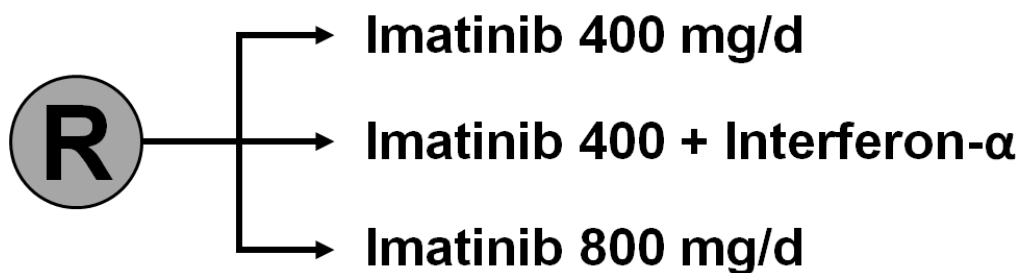 Imatinib 400 mg/d
R
Imatinib 400 + Interferon-α
Imatinib 800 mg/d